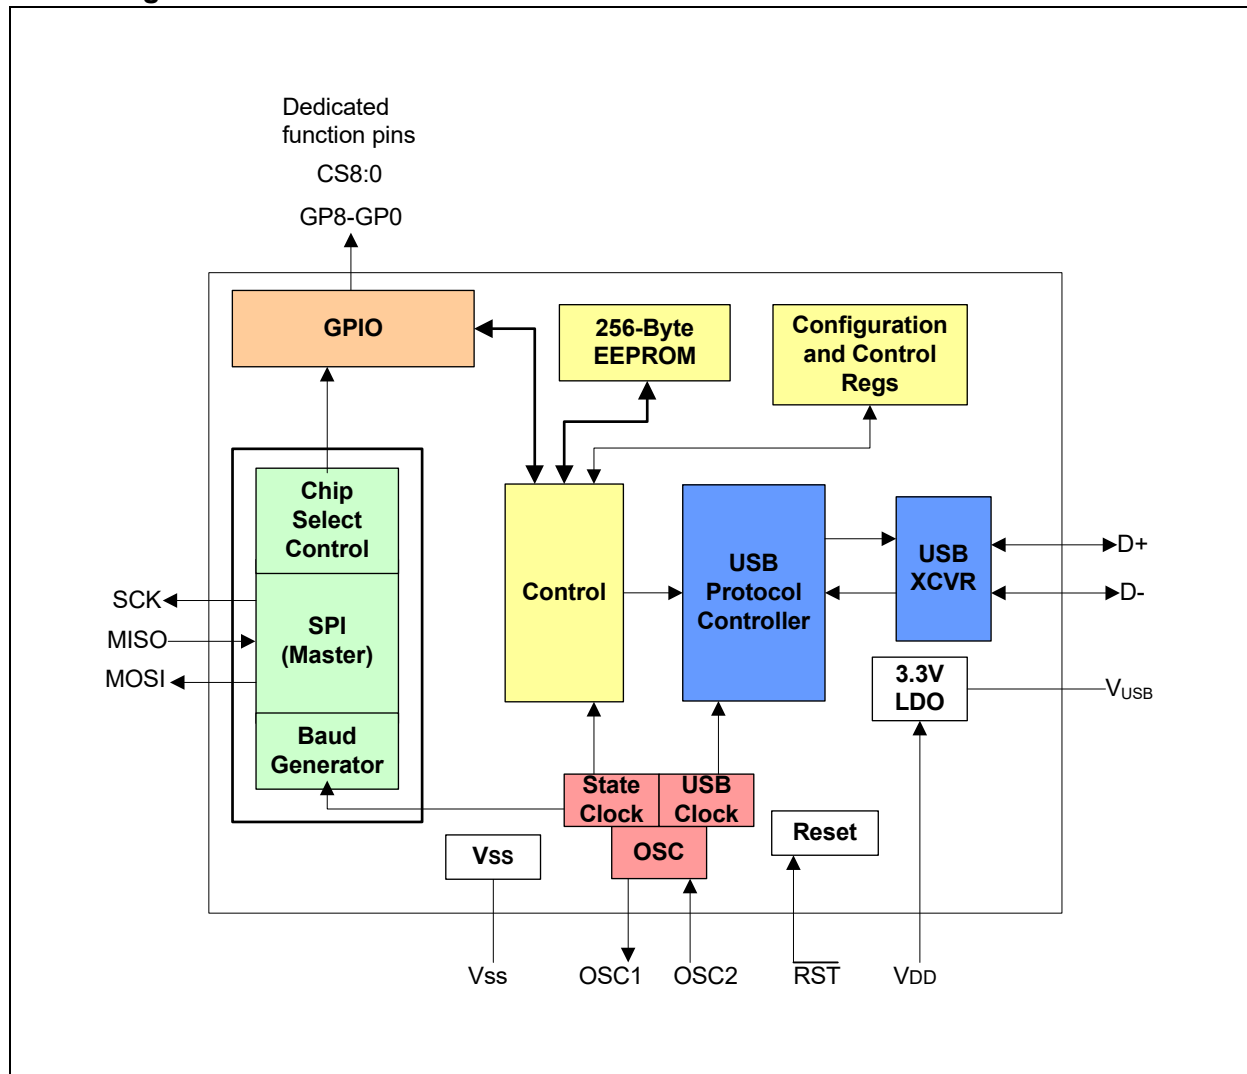 Dedicated
function pins
CS8:0
GP8-GP0
GPIO
256-Byte
EEPROM
Configuration
and Control
Regs
Chip
Select
Control
SPI
(Master)
Baud
Generator
SCK
MISO
MOSI
Control
USB
Protocol
Controller
USB
XCVR
D+
D-
3.3V
LDO
VUSB
State
Clock
USB
Clock
OSC
Reset
Vss
Vss
OSC1
OSC2
RST
VDD